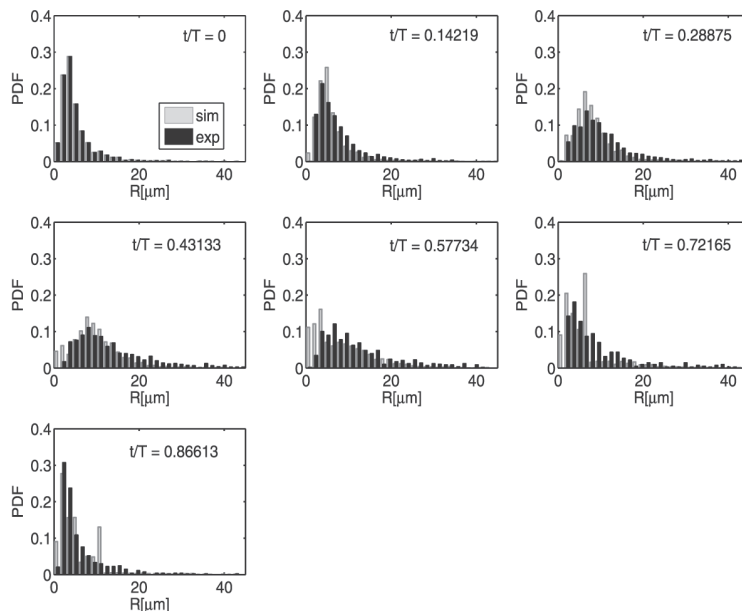 t/T = 0
PDF
0.4
0.3
0.2
0.1
0
sim
exp
0 20 40
R[μm]
t/T = 0.14219
PDF
0.4
0.3
0.2
0.1
0
0 20 40
R[μm]
t/T = 0.28875
PDF
0.4
0.3
0.2
0.1
0
0 20 40
R[μm]
t/T = 0.43133
PDF
0.4
0.3
0.2
0.1
0
0 20 40
R[μm]
t/T = 0.57734
PDF
0.4
0.3
0.2
0.1
0
0 20 40
R[μm]
t/T = 0.72165
PDF
0.4
0.3
0.2
0.1
0
0 20 40
R[μm]
t/T = 0.86613
PDF
0.4
0.3
0.2
0.1
0
0 20 40
R[μm]